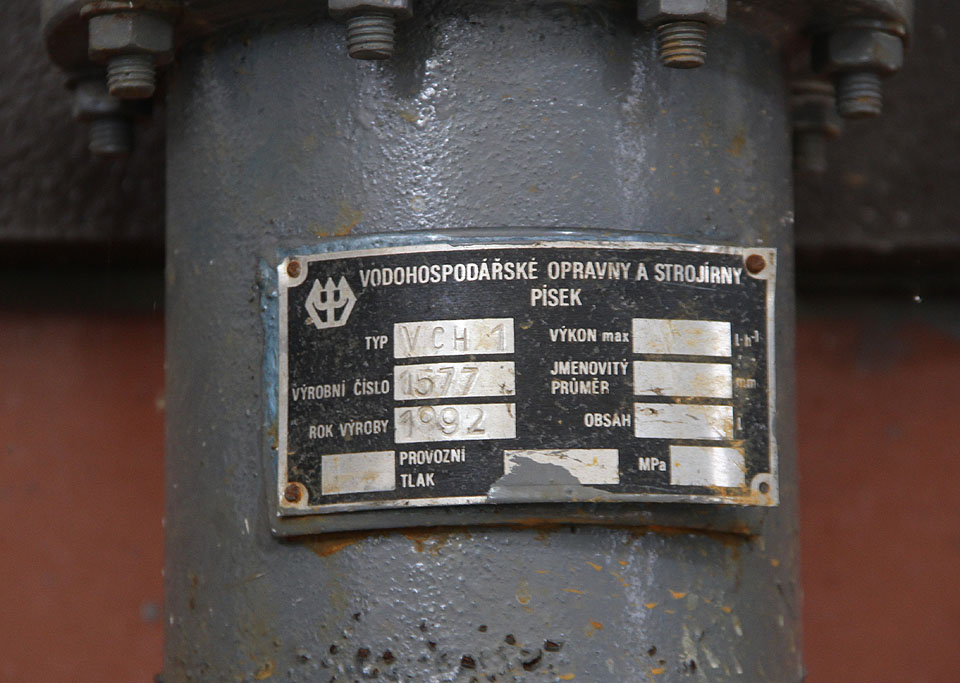 VODOHOSPODÁŘSKÉ OPRAVNY A STROJÍRNY
PÍSEK
TYP VCH 1
VÝROBNÍ ČÍSLO 1577
ROK VÝROBY 1992
VÝKON max l·h⁻¹
JMENOVITÝ
PRŮMĚR mm
OBSAH l
PROVOZNÍ
TLAK MPa